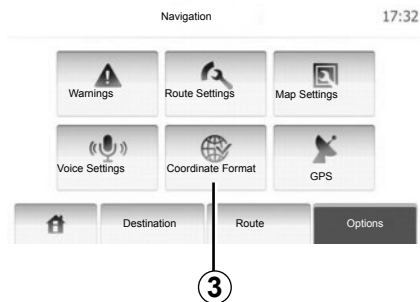 Navigation 17:32
Warnings Route Settings Map Settings
Voice Settings Coordinate Format GPS
Destination Route Options
3